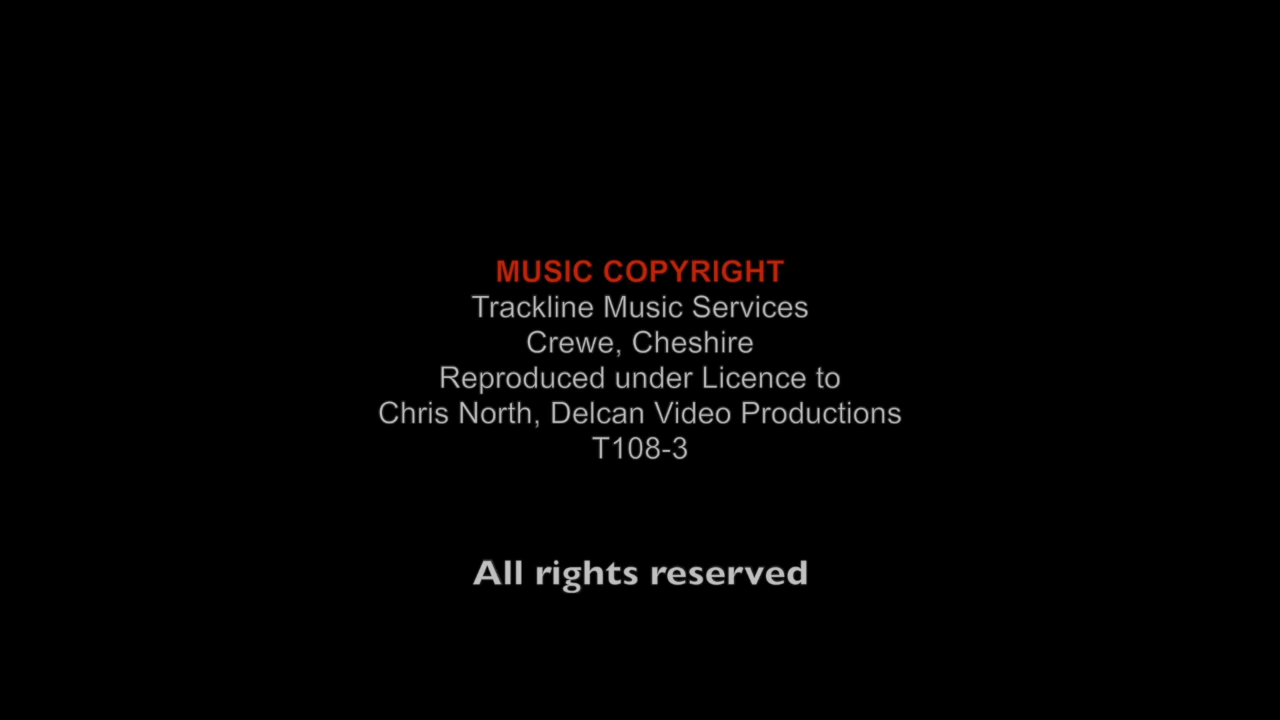 MUSIC COPYRIGHT
Trackline Music Services
Crewe, Cheshire
Reproduced under Licence to
Chris North, Delcan Video Productions
T108-3
All rights reserved